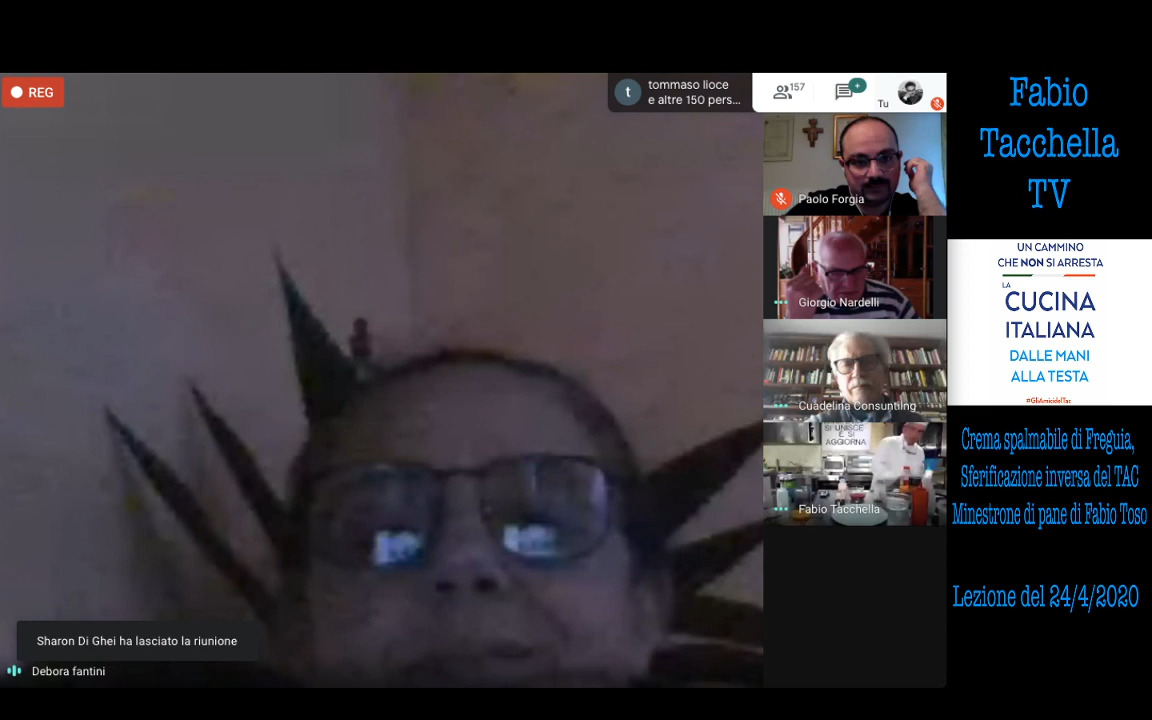 REG
t
tommaso lioce
e altre 150 pers...
157
+
Tu
Paolo Forgia
Giorgio Nardelli
Cuadelina Consuntiing
SI UNISCE
E SI
AGGIORNA
Fabio Tacchella
Sharon Di Ghei ha lasciato la riunione
Debora fantini
Fabio
Tacchella
TV
UN CAMMINO
CHE NON SI ARRESTA
LA
CUCINA
ITALIANA
DALLE MANI
ALLA TESTA
#GliAmicidelTac
Crema spalmabile di Freguia,
Sferificazione inversa del TAC
Minestrone di pane di Fabio Toso
Lezione del 24/4/2020